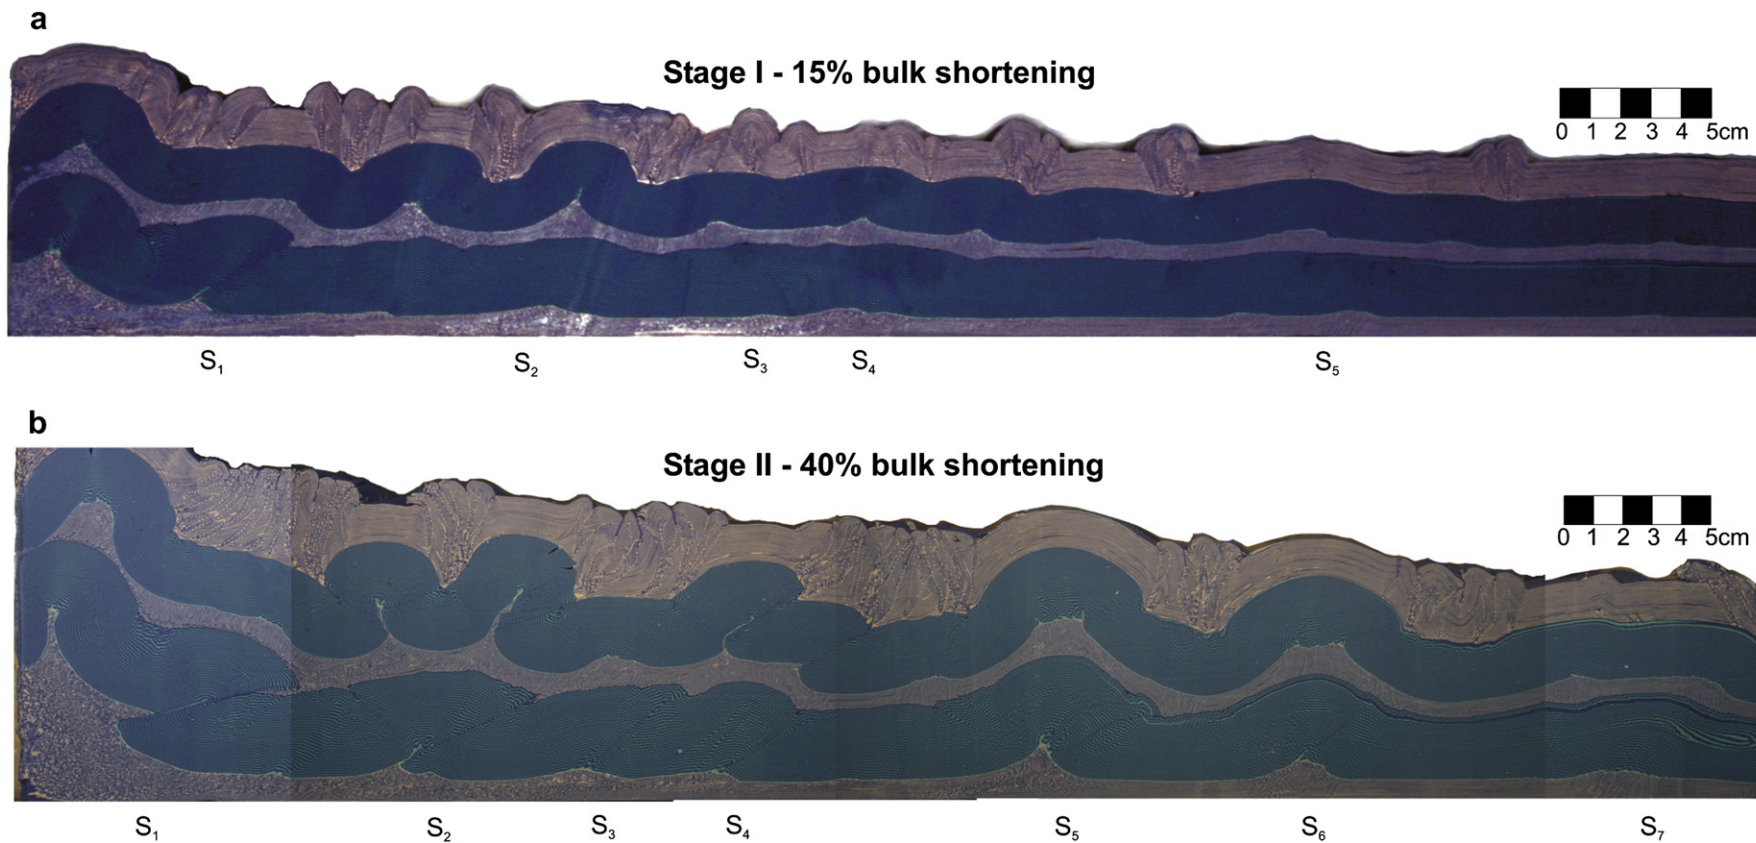 a
Stage I - 15% bulk shortening
0 1 2 3 4 5cm
S₁ S₂ S₃ S₄ S₅
b
Stage II - 40% bulk shortening
0 1 2 3 4 5cm
S₁ S₂ S₃ S₄ S₅ S₆ S₇